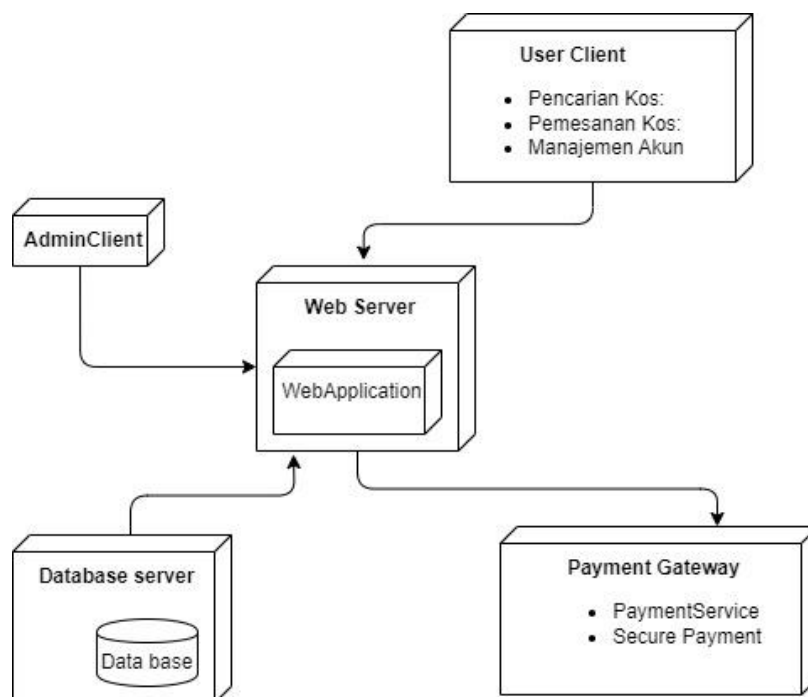 User Client
Pencarian Kos:
Pemesanan Kos:
Manajemen Akun
AdminClient
Web Server
WebApplication
Database server
Data base
Payment Gateway
PaymentService
Secure Payment